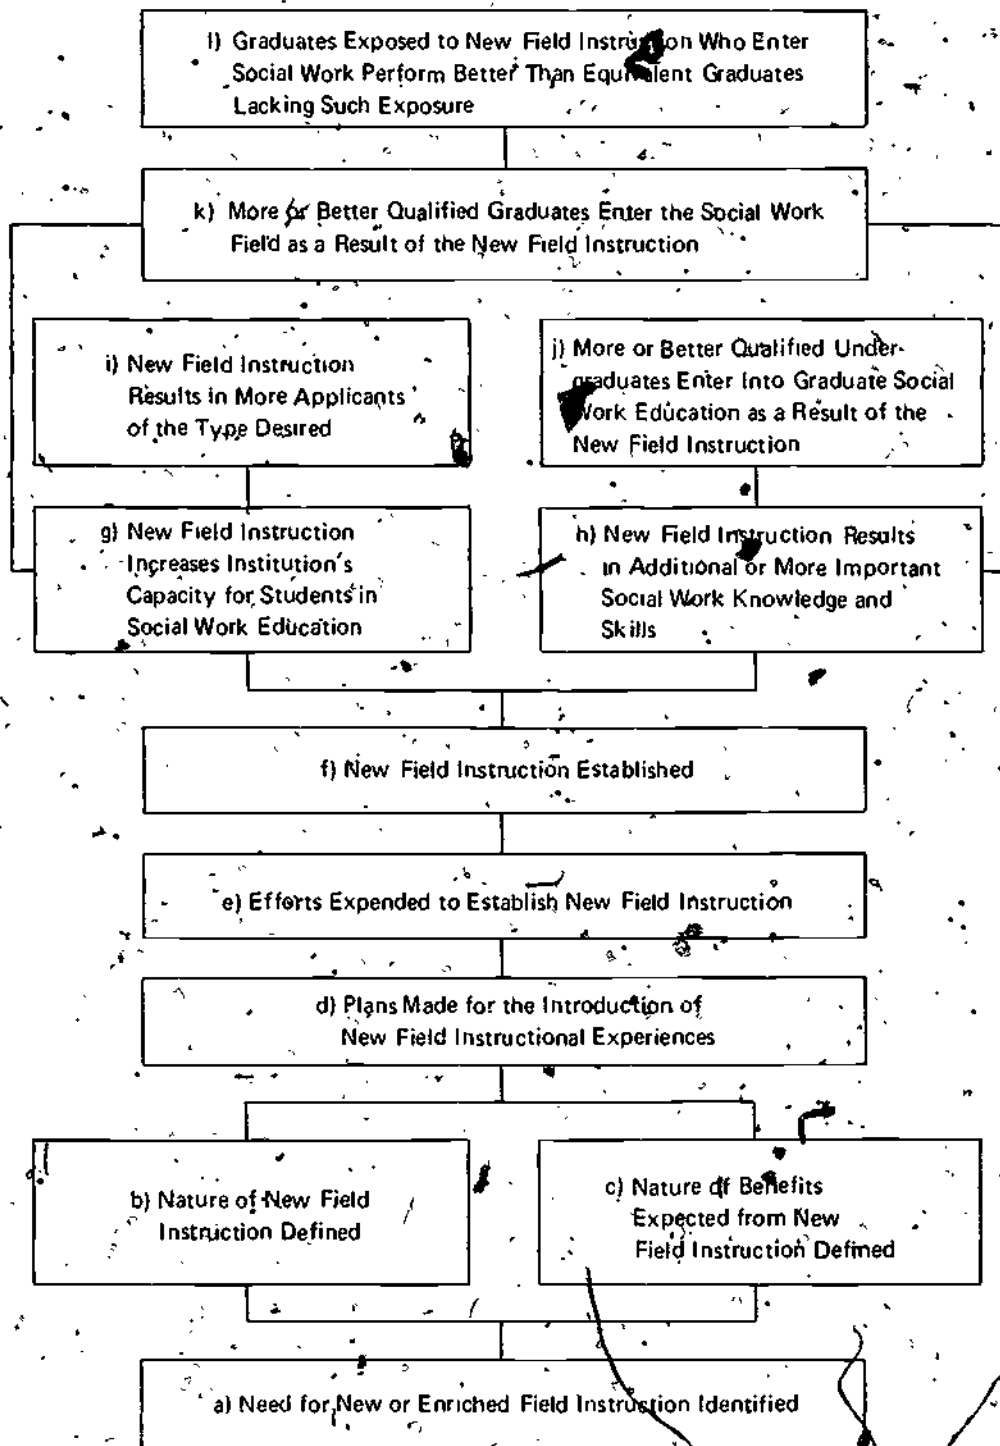 l) Graduates Exposed to New Field Instruction Who Enter
Social Work Perform Better Than Equivalent Graduates
Lacking Such Exposure
k) More or Better Qualified Graduates Enter the Social Work
Field as a Result of the New Field Instruction
i) New Field Instruction
Results in More Applicants
of the Type Desired
j) More or Better Qualified Under-
graduates Enter Into Graduate Social
Work Education as a Result of the
New Field Instruction
g) New Field Instruction
Increases Institution's
Capacity for Students in
Social Work Education
h) New Field Instruction Results
in Additional or More Important
Social Work Knowledge and
Skills
f) New Field Instruction Established
e) Efforts Expended to Establish New Field Instruction
d) Plans Made for the Introduction of
New Field Instructional Experiences
b) Nature of New Field
Instruction Defined
c) Nature of Benefits
Expected from New
Field Instruction Defined
a) Need for New or Enriched Field Instruction Identified